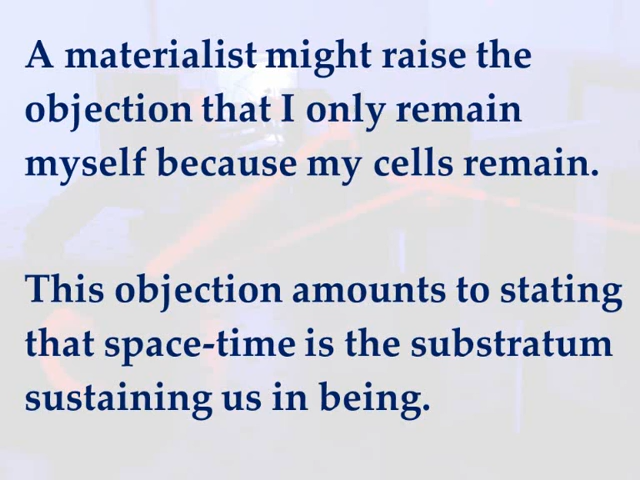 A materialist might raise the
objection that I only remain
myself because my cells remain.
This objection amounts to stating
that space-time is the substratum
sustaining us in being.